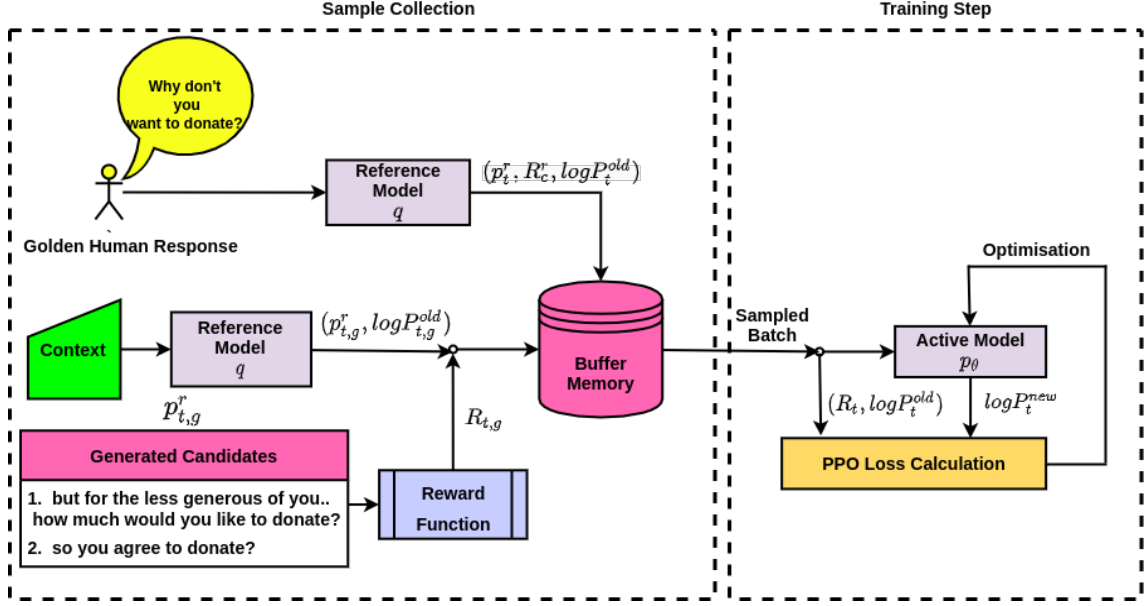 Sample Collection
Training Step
Why don't
you
want to donate?
Reference
Model
q
(p_t^r, R_c^r, logP_t^{old})
Golden Human Response
Context
Reference
Model
q
(p_{t,g}^r, logP_{t,g}^{old})
p_{t,g}^r
Generated Candidates
1. but for the less generous of you..
how much would you like to donate?
2. so you agree to donate?
R_{t,g}
Reward
Function
Buffer
Memory
Sampled
Batch
Optimisation
Active Model
p_θ
(R_t, logP_t^{old})
logP_t^{new}
PPO Loss Calculation